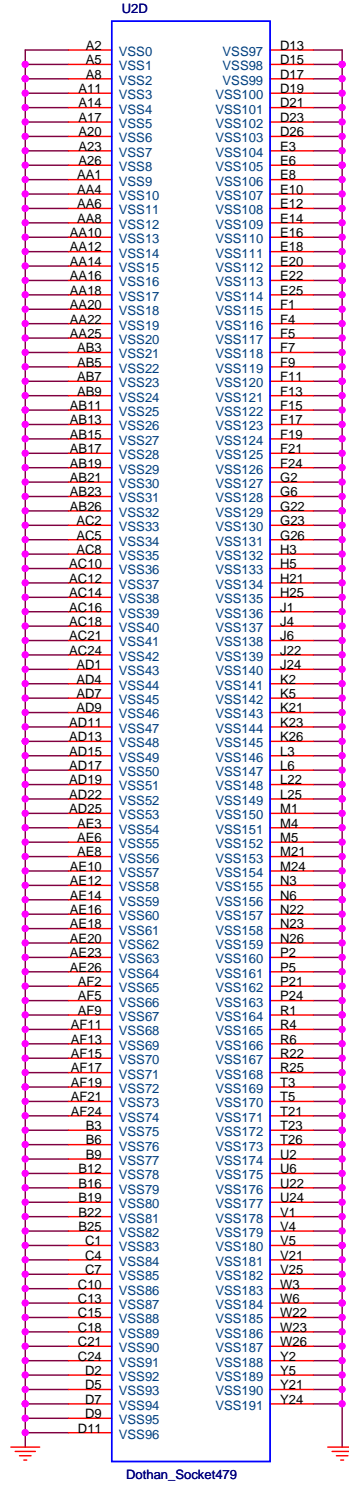 U2D
A2 VSS0 VSS97 D13
A5 VSS1 VSS98 D15
A8 VSS2 VSS99 D17
A11 VSS3 VSS100 D19
A14 VSS4 VSS101 D21
A17 VSS5 VSS102 D23
A20 VSS6 VSS103 D26
A23 VSS7 VSS104 E3
A26 VSS8 VSS105 E6
AA1 VSS9 VSS106 E8
AA4 VSS10 VSS107 E10
AA6 VSS11 VSS108 E12
AA8 VSS12 VSS109 E14
AA10 VSS13 VSS110 E16
AA12 VSS14 VSS111 E18
AA14 VSS15 VSS112 E20
AA16 VSS16 VSS113 E22
AA18 VSS17 VSS114 E25
AA20 VSS18 VSS115 F1
AA22 VSS19 VSS116 F4
AA25 VSS20 VSS117 F5
AB3 VSS21 VSS118 F7
AB5 VSS22 VSS119 F9
AB7 VSS23 VSS120 F11
AB9 VSS24 VSS121 F13
AB11 VSS25 VSS122 F15
AB13 VSS26 VSS123 F17
AB15 VSS27 VSS124 F19
AB17 VSS28 VSS125 F21
AB19 VSS29 VSS126 F24
AB21 VSS30 VSS127 G2
AB23 VSS31 VSS128 G6
AB26 VSS32 VSS129 G22
AC2 VSS33 VSS130 G23
AC5 VSS34 VSS131 G26
AC8 VSS35 VSS132 H3
AC10 VSS36 VSS133 H5
AC12 VSS37 VSS134 H21
AC14 VSS38 VSS135 H25
AC16 VSS39 VSS136 J1
AC18 VSS40 VSS137 J4
AC21 VSS41 VSS138 J6
AC24 VSS42 VSS139 J22
AD1 VSS43 VSS140 J24
AD4 VSS44 VSS141 K2
AD7 VSS45 VSS142 K5
AD9 VSS46 VSS143 K21
AD11 VSS47 VSS144 K23
AD13 VSS48 VSS145 K26
AD15 VSS49 VSS146 L3
AD17 VSS50 VSS147 L6
AD19 VSS51 VSS148 L22
AD22 VSS52 VSS149 L25
AD25 VSS53 VSS150 M1
AE3 VSS54 VSS151 M4
AE6 VSS55 VSS152 M5
AE8 VSS56 VSS153 M21
AE10 VSS57 VSS154 M24
AE12 VSS58 VSS155 N3
AE14 VSS59 VSS156 N6
AE16 VSS60 VSS157 N22
AE18 VSS61 VSS158 N23
AE20 VSS62 VSS159 N26
AE23 VSS63 VSS160 P2
AE26 VSS64 VSS161 P5
AF2 VSS65 VSS162 P21
AF5 VSS66 VSS163 P24
AF9 VSS67 VSS164 R1
AF11 VSS68 VSS165 R4
AF13 VSS69 VSS166 R6
AF15 VSS70 VSS167 R22
AF17 VSS71 VSS168 R25
AF19 VSS72 VSS169 T3
AF21 VSS73 VSS170 T5
AF24 VSS74 VSS171 T21
B3 VSS75 VSS172 T23
B6 VSS76 VSS173 T26
B9 VSS77 VSS174 U2
B12 VSS78 VSS175 U6
B16 VSS79 VSS176 U22
B19 VSS80 VSS177 U24
B22 VSS81 VSS178 V1
B25 VSS82 VSS179 V4
C1 VSS83 VSS180 V5
C4 VSS84 VSS181 V21
C7 VSS85 VSS182 V25
C10 VSS86 VSS183 W3
C13 VSS87 VSS184 W6
C15 VSS88 VSS185 W22
C18 VSS89 VSS186 W23
C21 VSS90 VSS187 W26
C24 VSS91 VSS188 Y2
D2 VSS92 VSS189 Y5
D5 VSS93 VSS190 Y21
D7 VSS94 VSS191 Y24
D9 VSS95
D11 VSS96
Dothan_Socket479